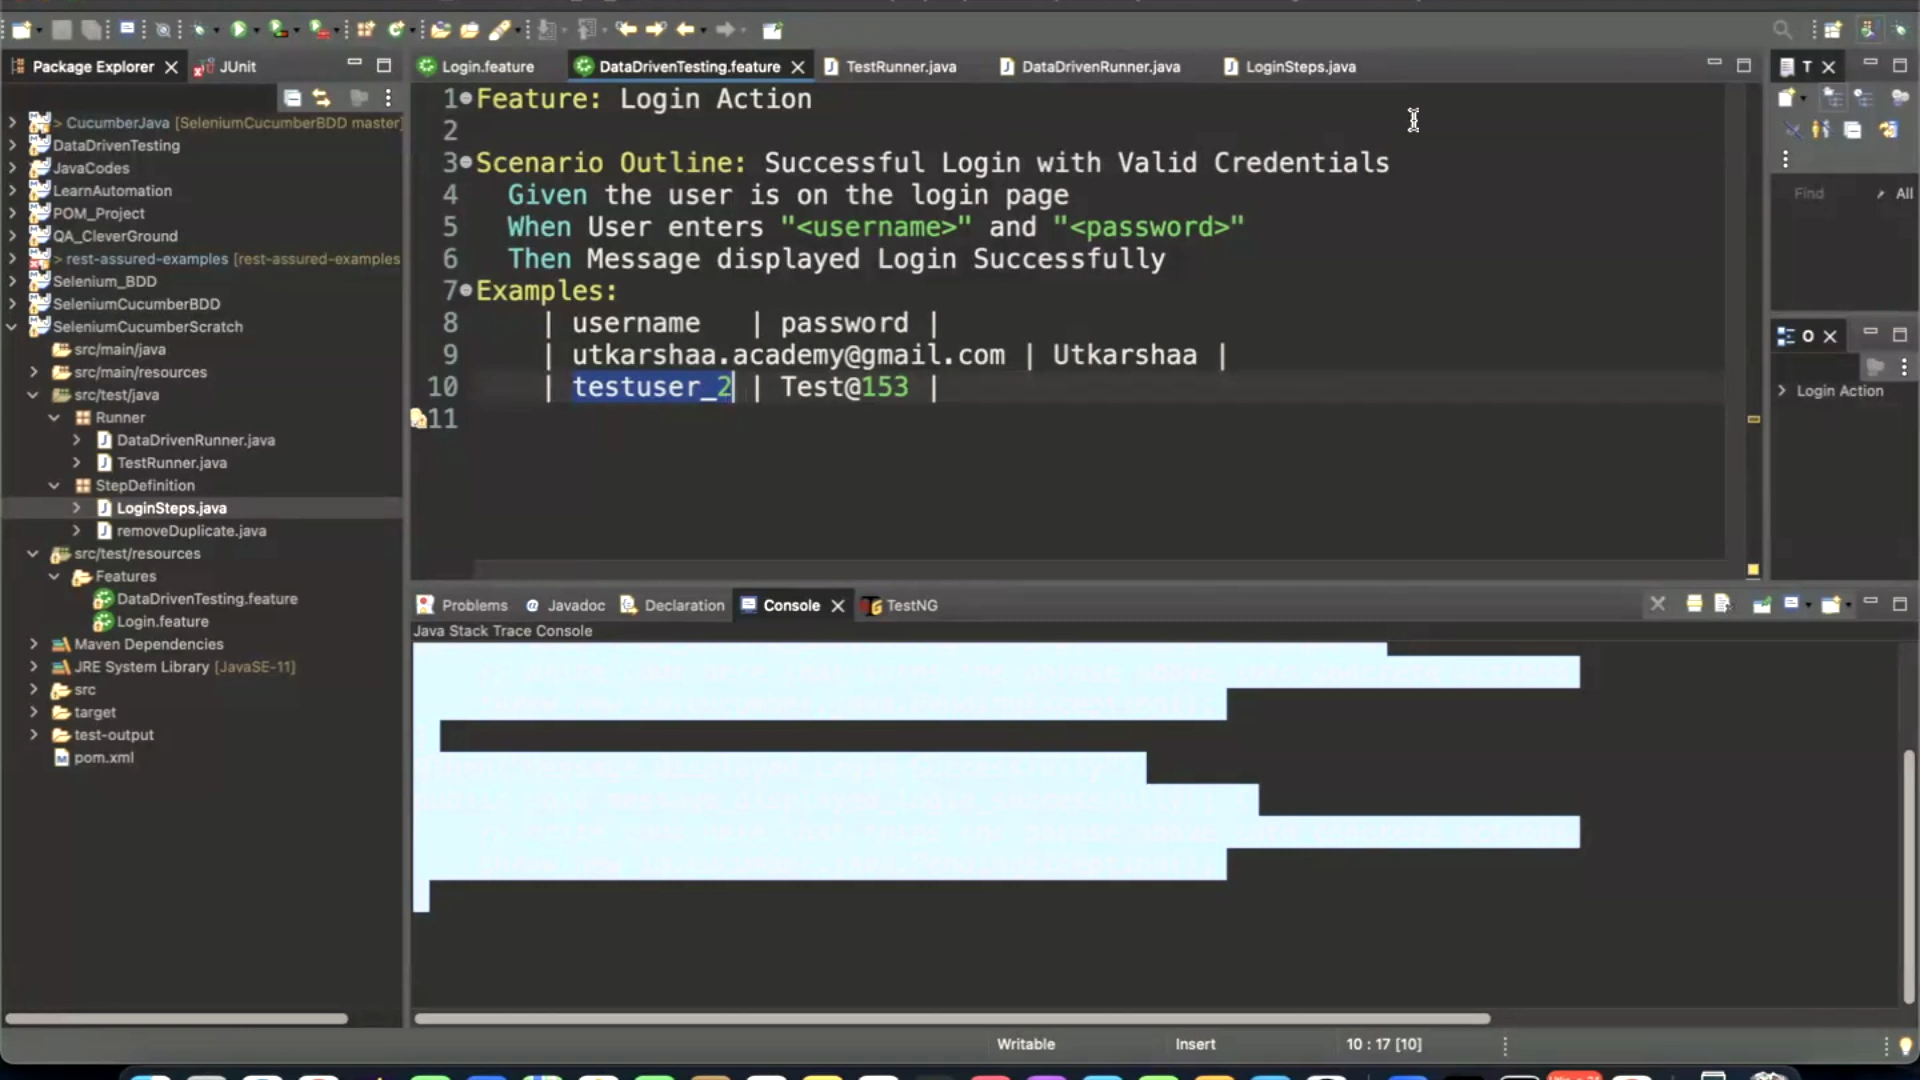 Package Explorer
JUnit
Login.feature
DataDrivenTesting.feature
TestRunner.java
DataDrivenRunner.java
LoginSteps.java
T
> CucumberJava [SeleniumCucumberBDD master]
DataDrivenTesting
JavaCodes
LearnAutomation
POM_Project
QA_CleverGround
> rest-assured-examples [rest-assured-examples
Selenium_BDD
SeleniumCucumberBDD
SeleniumCucumberScratch
src/main/java
src/main/resources
src/test/java
Runner
DataDrivenRunner.java
TestRunner.java
StepDefinition
LoginSteps.java
removeDuplicate.java
src/test/resources
Features
DataDrivenTesting.feature
Login.feature
Maven Dependencies
JRE System Library [JavaSE-11]
src
target
test-output
pom.xml
1 Feature: Login Action
2
3 Scenario Outline: Successful Login with Valid Credentials
4 Given the user is on the login page
5 When User enters "<username>" and "<password>"
6 Then Message displayed Login Successfully
7 Examples:
8 | username | password |
9 | utkarshaa.academy@gmail.com | Utkarshaa |
10 | testuser_2 | Test@153 |
11
Find
All
O
Login Action
Problems
@ Javadoc
Declaration
Console
TestNG
Java Stack Trace Console
Writable
Insert
10 : 17 [10]